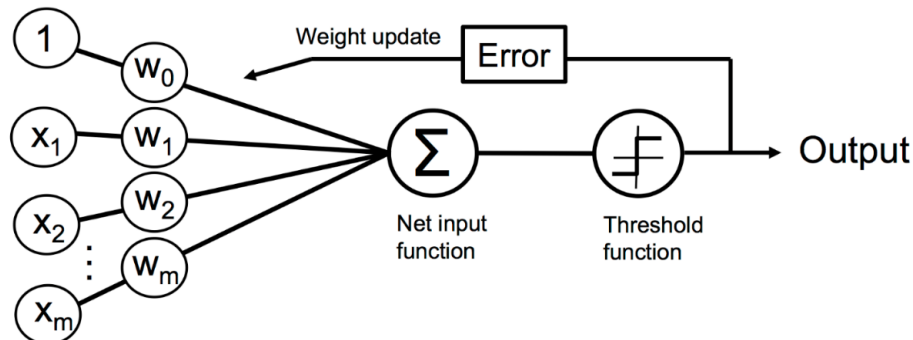 1
w0
Weight update
Error
x1
w1
Σ
Output
x2
w2
Net input
function
Threshold
function
⋮
wm
xm